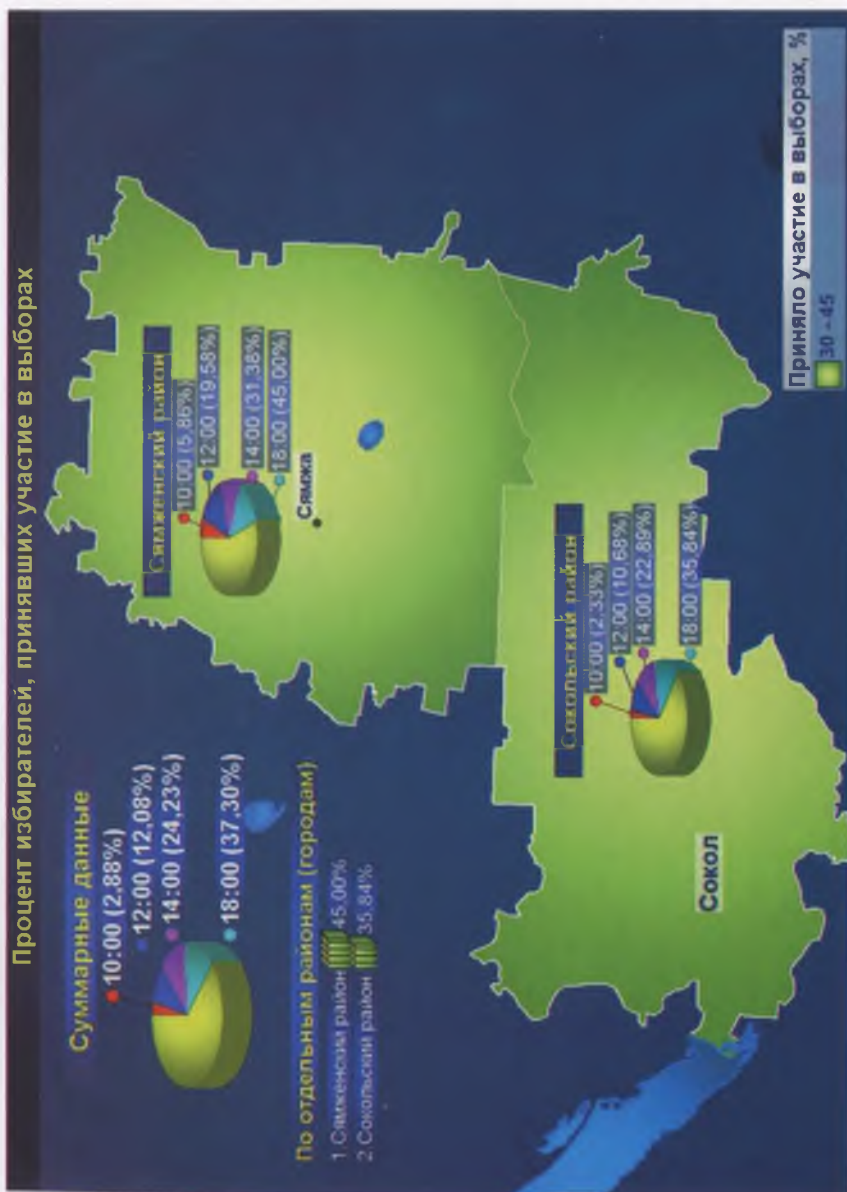 Процент избирателей, принявших участие в выборах
Суммарные данные
10:00 (2,88%)
12:00 (12,08%)
14:00 (24,23%)
18:00 (37,30%)
По отдельным районам (городам)
1.Сямженский район 45.00%
2.Сокольский район 35.84%
Сямженский район
10:00 (5,86%)
12:00 (19.58%)
14:00 (31,38%)
18:00 (45,00%)
Сямжа
Сокольский район
10:00 (2,33%)
12:00 (10,68%)
14:00 (22,89%)
18:00 (35,84%)
Сокол
Приняло участие в выборах, %
30 - 45